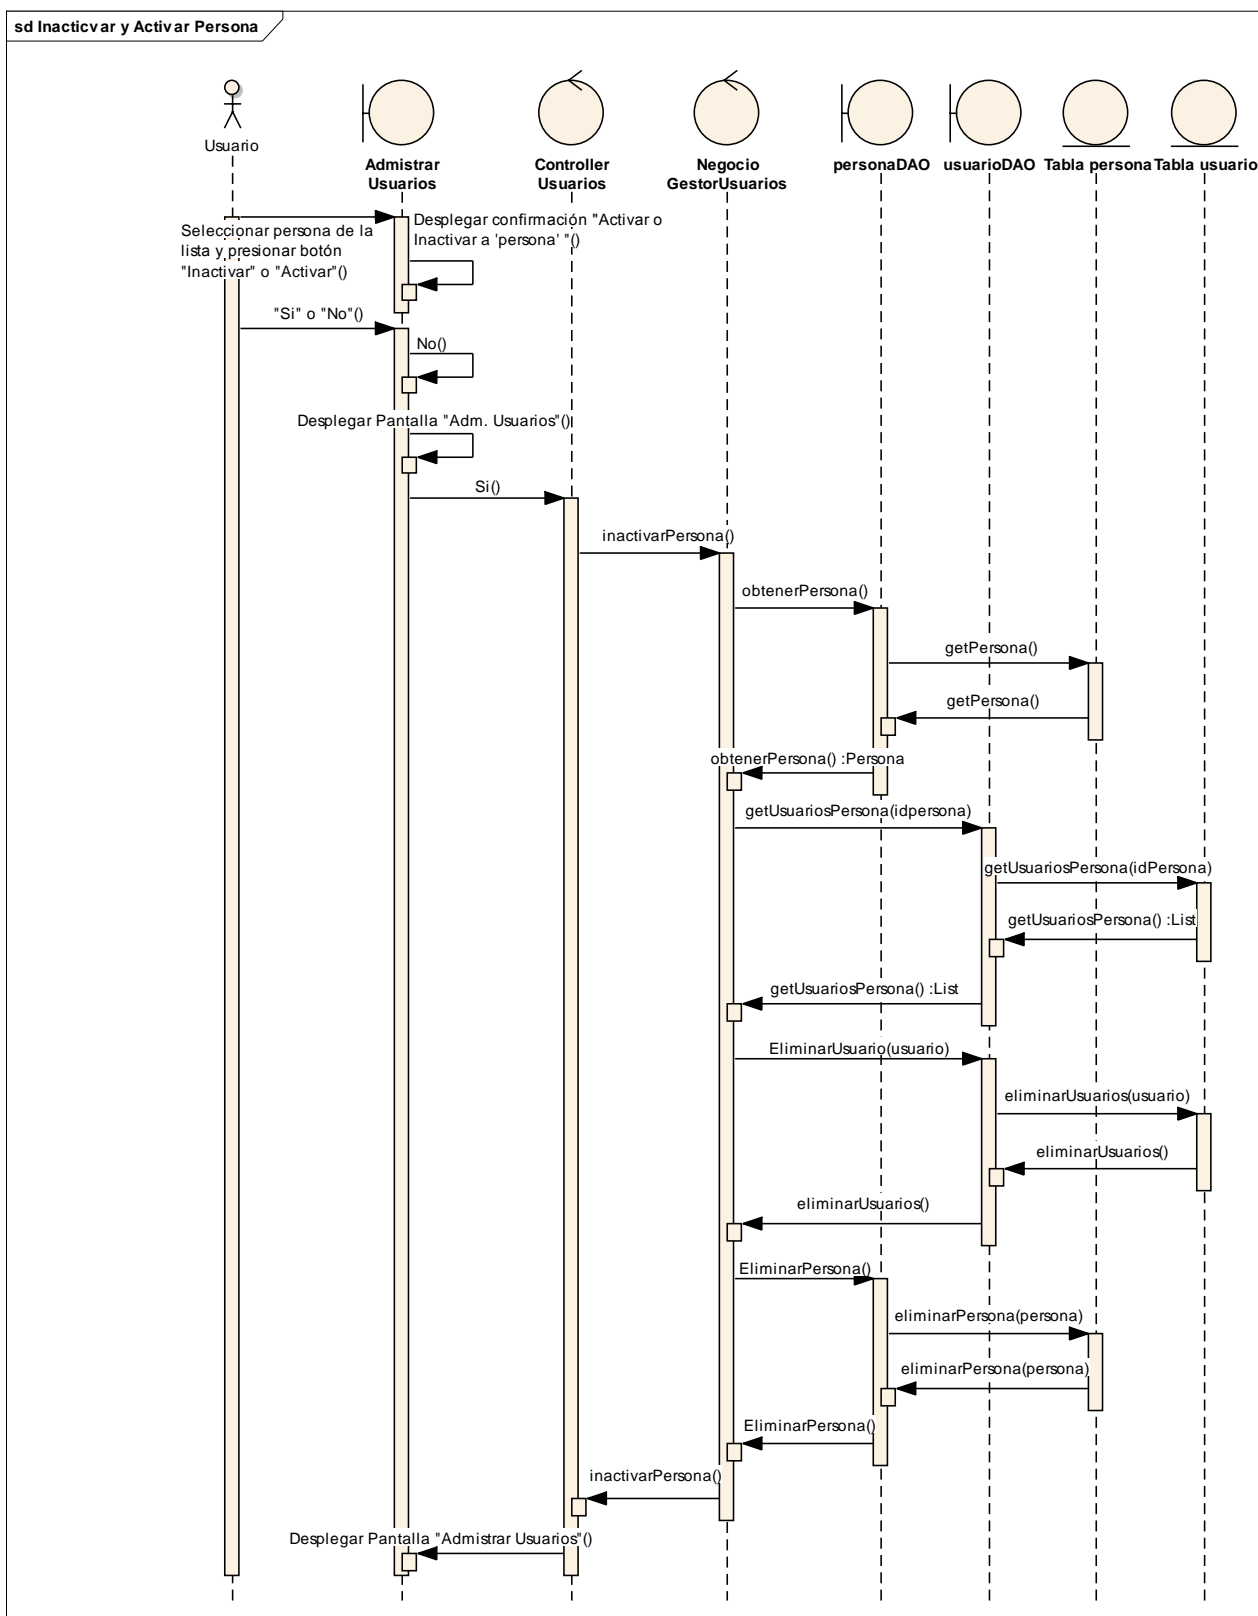 sd Inacticvar y Activar Persona
Usuario
Admistrar
Usuarios
Controller
Usuarios
Negocio
GestorUsuarios
personaDAO
usuarioDAO
Tabla persona
Tabla usuario
Seleccionar persona de la
lista y presionar botón
"Inactivar" o "Activar"()
Desplegar confirmación "Activar o
Inactivar a 'persona' "()
"Si" o "No"()
No()
Desplegar Pantalla "Adm. Usuarios"()
Si()
inactivarPersona()
obtenerPersona()
getPersona()
getPersona()
obtenerPersona() :Persona
getUsuariosPersona(idpersona)
getUsuariosPersona(idPersona)
getUsuariosPersona() :List
getUsuariosPersona() :List
EliminarUsuario(usuario)
eliminarUsuarios(usuario)
eliminarUsuarios()
eliminarUsuarios()
EliminarPersona()
eliminarPersona(persona)
eliminarPersona(persona)
EliminarPersona()
inactivarPersona()
Desplegar Pantalla "Admistrar Usuarios"()